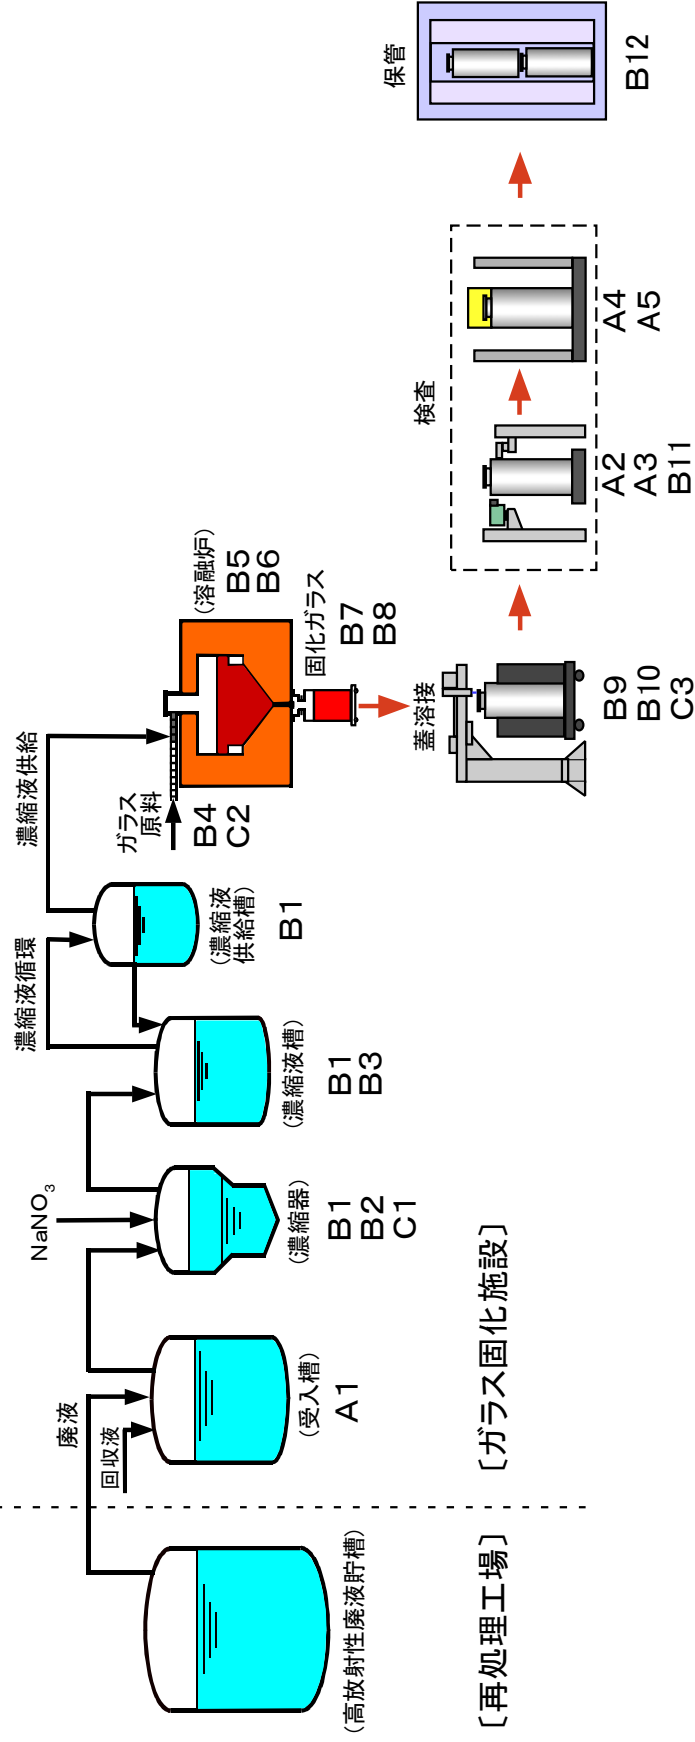 (高放射性廃液貯槽)
〔再処理工場〕
廃液
回収液
(受入槽)
A1
NaNO3
(濃縮器)
B1
B2
C1
〔ガラス固化施設〕
(濃縮液槽)
B1
B3
濃縮液循環
(濃縮液
供給槽)
B1
濃縮液供給
ガラス
原料
B4
C2
(溶融炉)
B5
B6
固化ガラス
B7
B8
蓋溶接
B9
B10
C3
検査
A2
A3
B11
A4
A5
保管
B12